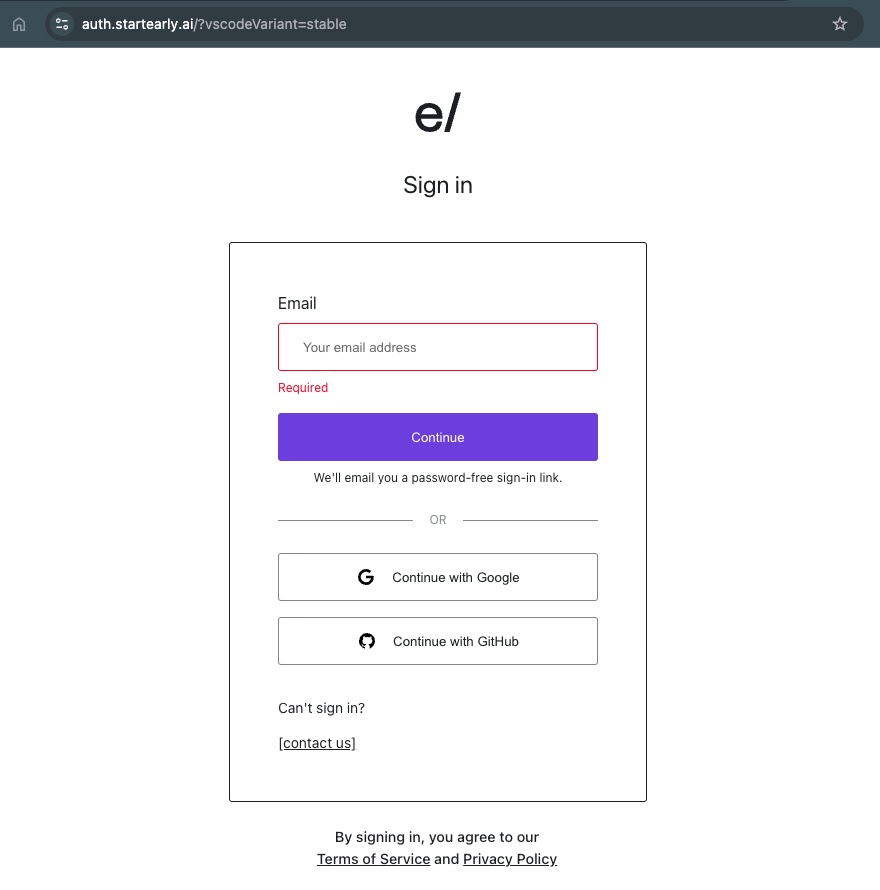 auth.startearly.ai/?vscodeVariant=stable
e/
Sign in
Email
Your email address
Required
Continue
We'll email you a password-free sign-in link.
OR
Continue with Google
Continue with GitHub
Can't sign in?
[contact us]
By signing in, you agree to our
Terms of Service and Privacy Policy